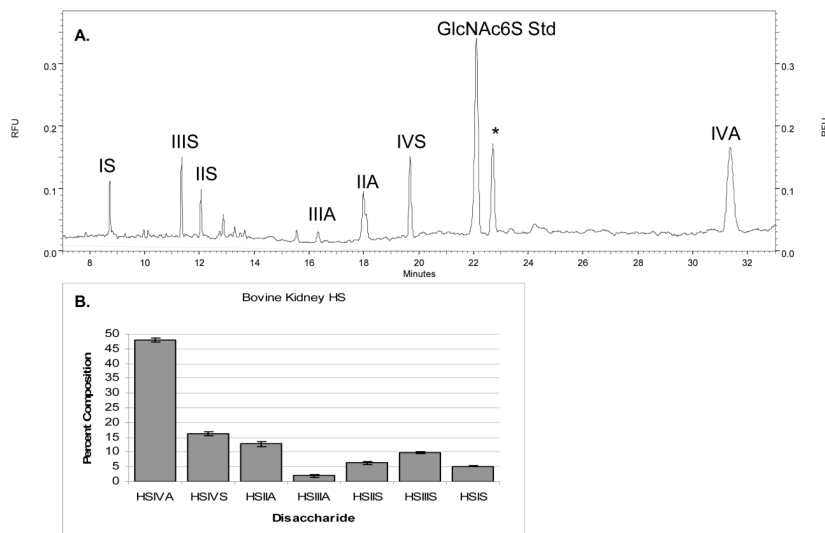 A.
GlcNAc6S Std
IS
IIIS
IIS
IIIA
IIA
IVS
*
IVA
RFU
RFU
0.3
0.2
0.1
0.0
0.3
0.2
0.1
0.0
8 10 12 14 16 18 20 22 24 26 28 30 32
Minutes
B.
Bovine Kidney HS
Percent Composition
50
45
40
35
30
25
20
15
10
5
0
HSIVA HSIVS HSIIA HSIIIA HSIIS HSIIIS HSIS
Disaccharide